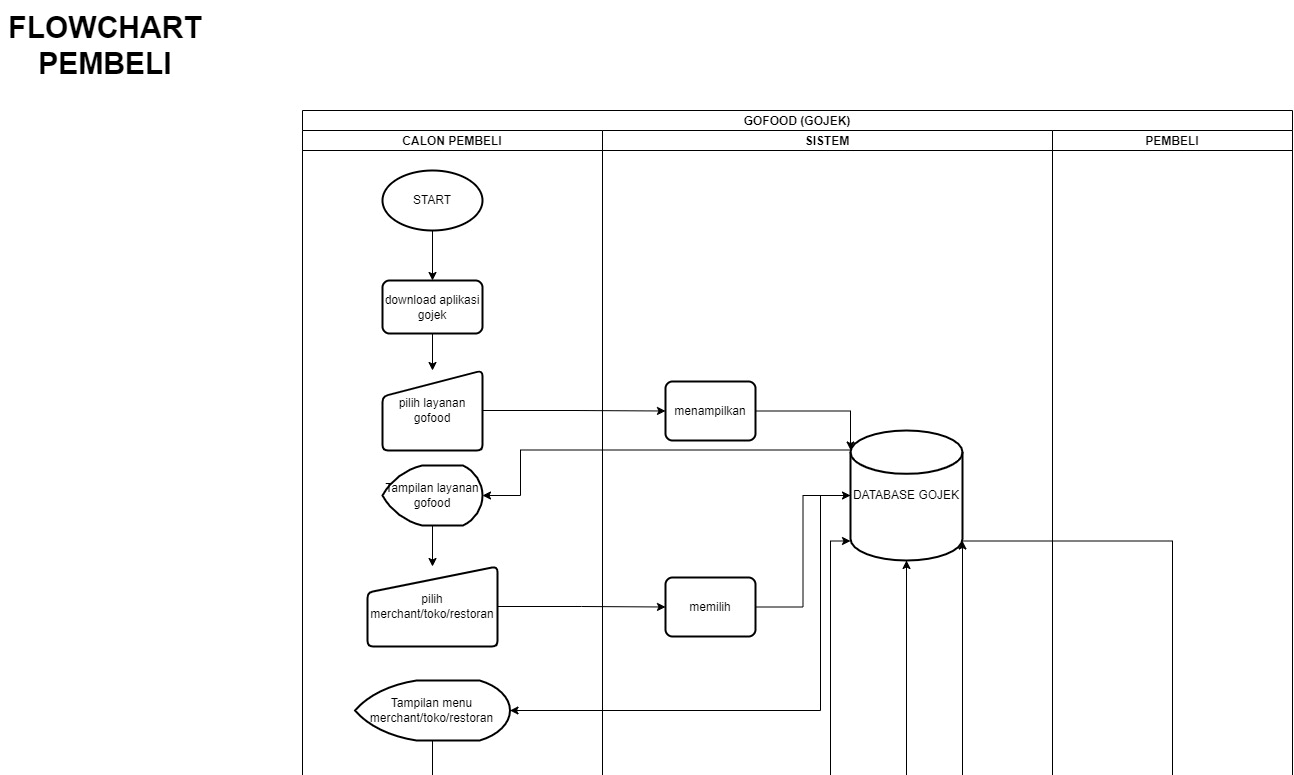 FLOWCHART
PEMBELI
GOFOOD (GOJEK)
CALON PEMBELI
SISTEM
PEMBELI
START
download aplikasi
gojek
pilih layanan
gofood
menampilkan
Tampilan layanan
gofood
DATABASE GOJEK
pilih
merchant/toko/restoran
memilih
Tampilan menu
merchant/toko/restoran